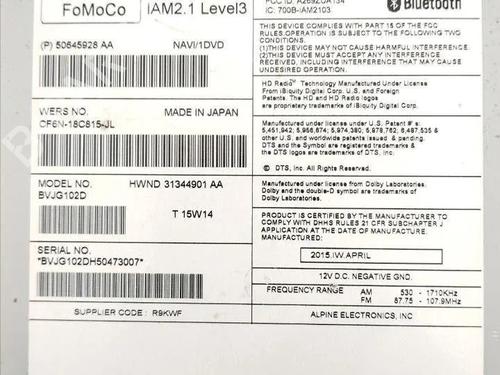 FoMoCo
IAM2.1 Level3
(P) 50645928 AA
NAVI/1DVD
WERS NO.
MADE IN JAPAN
CF6N-18C815-JL
MODEL NO.
HWND 31344901 AA
BVJG102D
T 15W14
SERIAL NO.
*BVJG102DH50473007*
SUPPLIER CODE : R9KWF
FCC ID. A269ZUA134
IC: 700B-IAM2103
Bluetooth
THIS DEVICE COMPLIES WITH PART 15 OF THE FCC
RULES.OPERATION IS SUBJECT TO THE FOLLOWING TWO
CONDITIONS.
(1) THIS DEVICE MAY NOT CAUSE HARMFUL INTERFERENCE.
(2) THIS DEVICE MUST ACCEPT ANY INTERFERENCE
RECEIVED, INCLUDING INTERFERENCE THAT MAY CAUSE
UNDESIRED OPERATION.
HD Radio™ Technology Manufactured Under License
From iBiquity Digital Corp. U.S. and Foreign
Patents. The HD and HD Radio logos
are proprietary trademarks of iBiquity Digital Corp.
Manufactured under license under U.S. Patent #'s :
5,451,942; 5,956,674; 5,974,380; 5,978,762; 6,487,535 &
other U.S. and worldwide patents issued & pending.
DTS and the Symbol are registered trademarks &
the DTS logos are trademarks of DTS, Inc.
© DTS, Inc. All Rights Reserved.
Manufactured under license from Dolby Laboratories.
Dolby and the double-D symbol are trademarks of
Dolby Laboratories.
PRODUCT IS CERTIFIED BY THE MANUFACTURER TO
COMPLY WITH DHHS RULES 21 CFR SUBCHAPTER J
APPLICATION AT THE DATE OF MANUFACTURE
2015.IW.APRIL
12V D.C. NEGATIVE GND.
FREQUENCY RANGE AM 530 - 1710KHz
FM 87.75 - 107.9MHz
ALPINE ELECTRONICS, INC